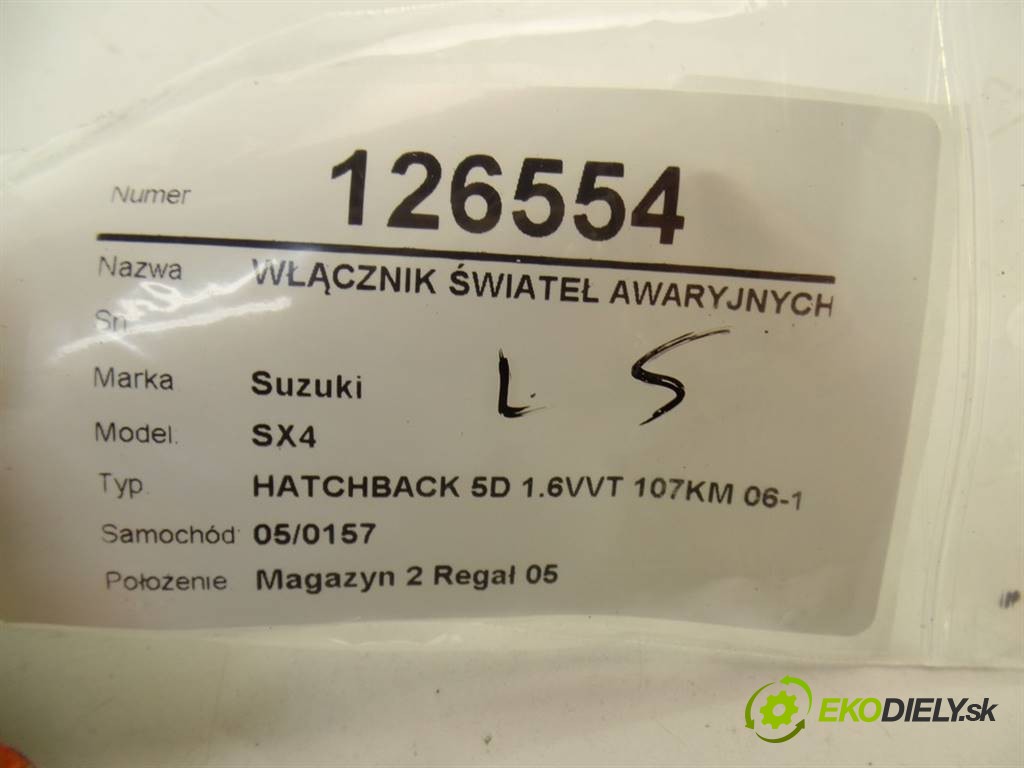 Numer 126554
Nazwa WŁĄCZNIK ŚWIATEŁ AWARYJNYCH
Sn
Marka Suzuki
L S
Model. SX4
Typ HATCHBACK 5D 1.6VVT 107KM 06-1
Samochód 05/0157
Położenie Magazyn 2 Regał 05
EKODIELY.sk